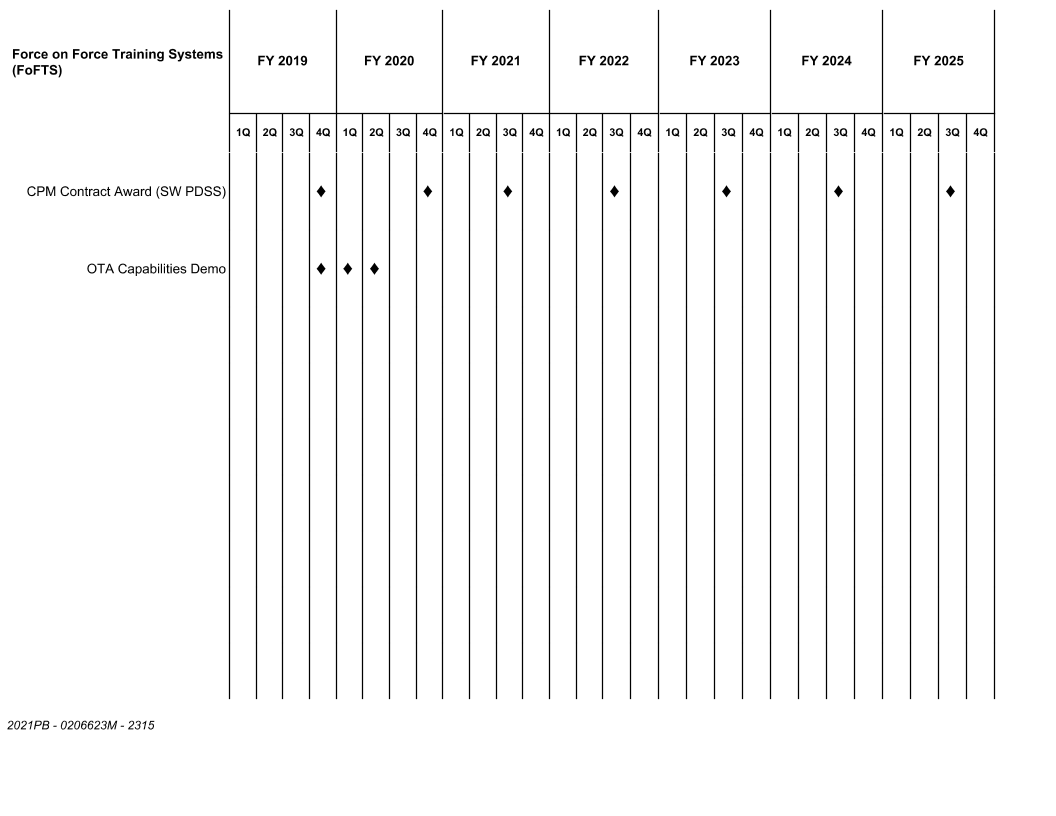 Force on Force Training Systems
(FoFTS)
FY 2019 FY 2020 FY 2021 FY 2022 FY 2023 FY 2024 FY 2025
1Q 2Q 3Q 4Q 1Q 2Q 3Q 4Q 1Q 2Q 3Q 4Q 1Q 2Q 3Q 4Q 1Q 2Q 3Q 4Q 1Q 2Q 3Q 4Q 1Q 2Q 3Q 4Q
CPM Contract Award (SW PDSS)
OTA Capabilities Demo
2021PB - 0206623M - 2315